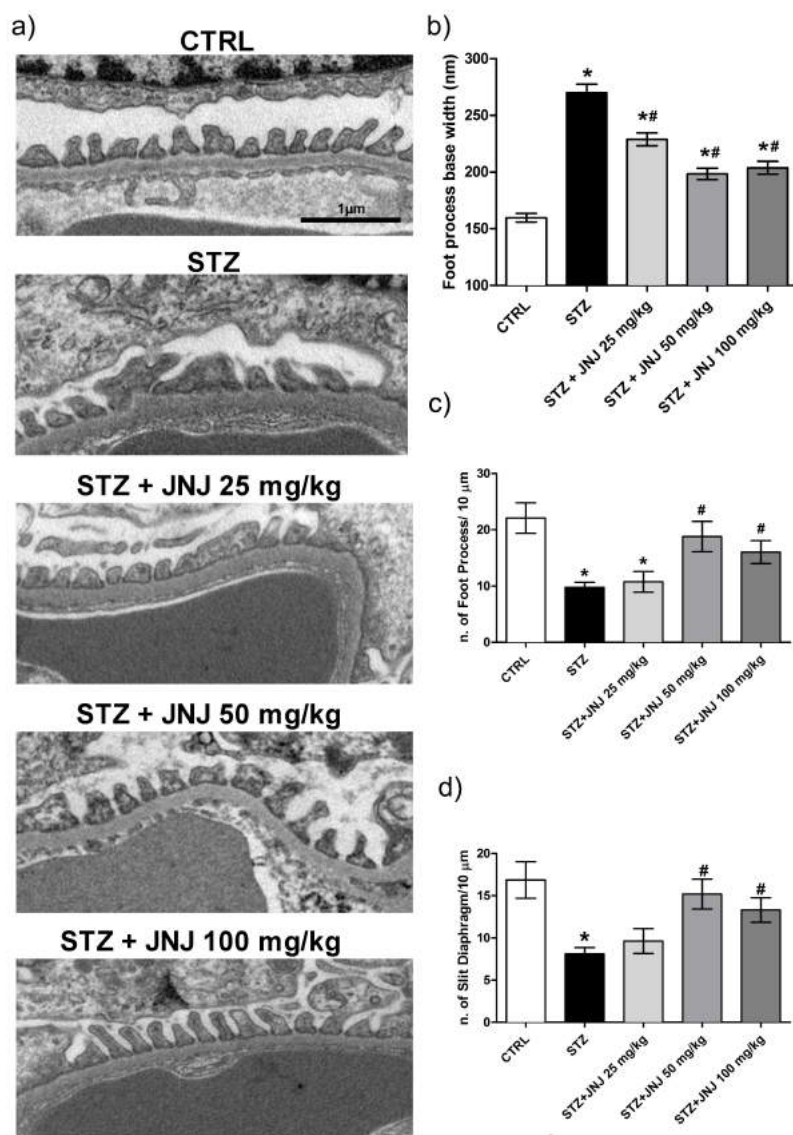 a)
CTRL
1µm
STZ
STZ + JNJ 25 mg/kg
STZ + JNJ 50 mg/kg
STZ + JNJ 100 mg/kg
b)
Foot process base width (nm)
300
250
200
150
100
*
*#
*#
*#
CTRL
STZ
STZ + JNJ 25 mg/kg
STZ + JNJ 50 mg/kg
STZ + JNJ 100 mg/kg
c)
n. of Foot Process/ 10 µm
30
20
10
0
*
*
#
#
CTRL
STZ
STZ+JNJ 25 mg/kg
STZ+JNJ 50 mg/kg
STZ+JNJ 100 mg/kg
d)
n. of Slit Diaphragm/10 µm
20
15
10
5
0
*
#
#
CTRL
STZ
STZ+JNJ 25 mg/kg
STZ+JNJ 50 mg/kg
STZ+JNJ 100 mg/kg